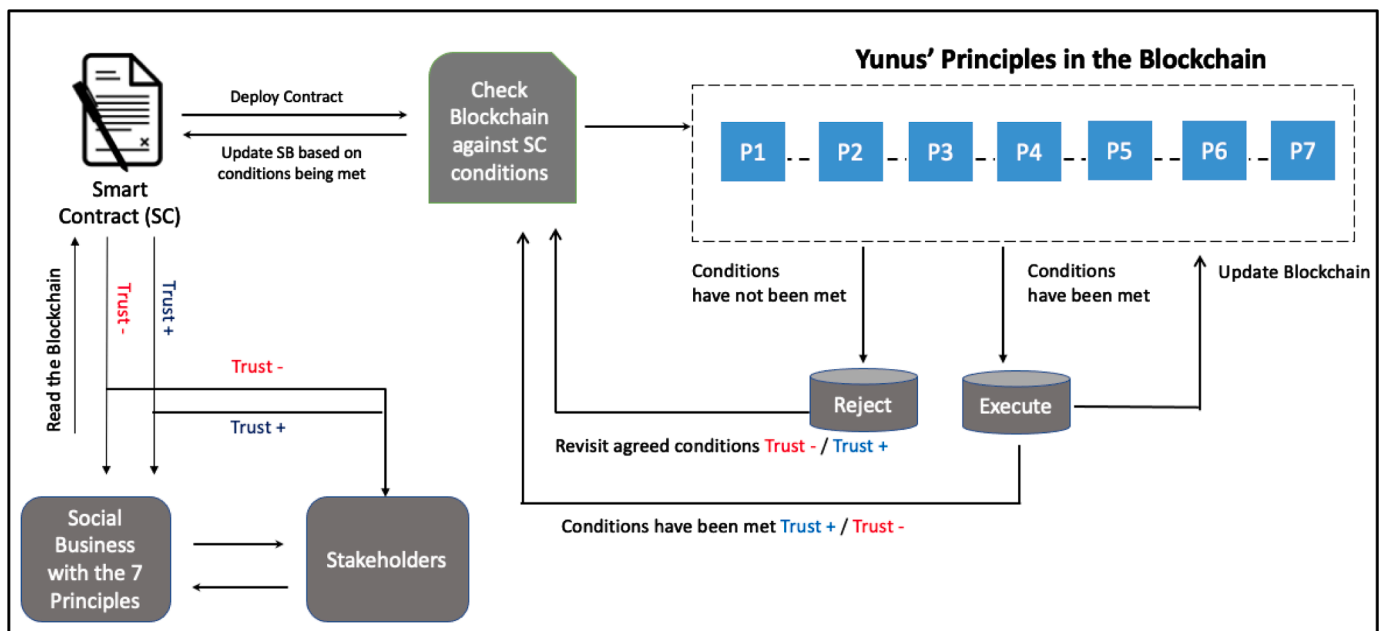 Yunus’ Principles in the Blockchain
Deploy Contract
Update SB based on
conditions being met
Smart
Contract (SC)
Check
Blockchain
against SC
conditions
P1
P2
P3
P4
P5
P6
P7
Conditions
have not been met
Conditions
have been met
Update Blockchain
Read the Blockchain
Trust -
Trust +
Trust -
Trust +
Reject
Execute
Revisit agreed conditions Trust - / Trust +
Conditions have been met Trust + / Trust -
Social
Business
with the 7
Principles
Stakeholders